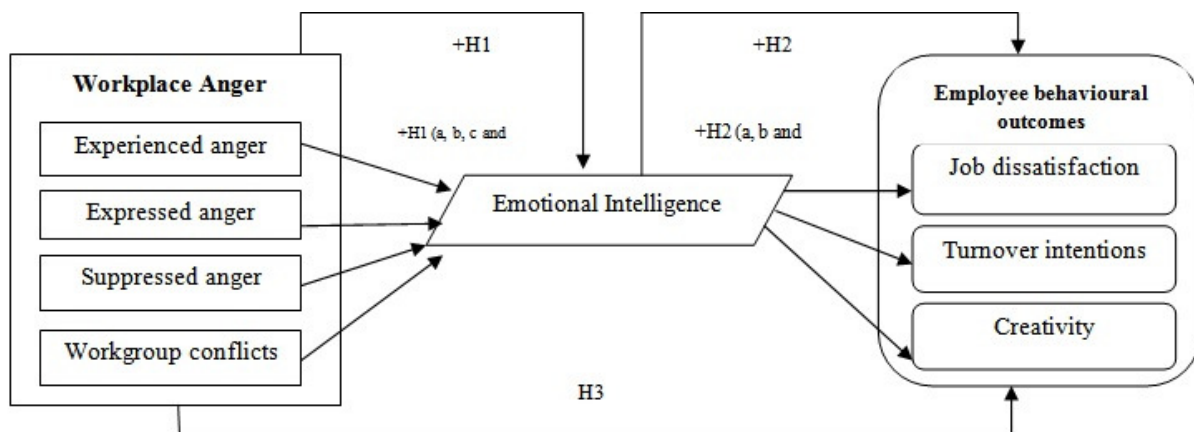 +H1
+H2
Workplace Anger
Experienced anger
Expressed anger
Suppressed anger
Workgroup conflicts
+H1 (a, b, c and
Emotional Intelligence
+H2 (a, b and
Employee behavioural
outcomes
Job dissatisfaction
Turnover intentions
Creativity
H3